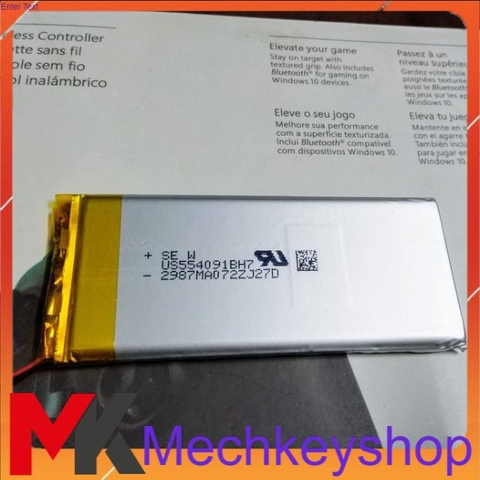 Enter Text
less Controller
ette sans fil
ole sem fio
ol inalámbrico
Elevate your game
Stay on target with
textured grip. Also includes
Bluetooth® for gaming on
Windows 10 devices.
Passez à un
niveau supérieu
Gardez votre cible
poignées texturées
aussi le Bluetooth®
les jeux sur les ap
Windows 10.
Eleve o seu jogo
Melhore sua performance
com a superfície texturizada.
Inclui Bluetooth® compatível
com dispositivos Windows 10.
Eleva tu jueg
Mantente en
con el agarre
para jugar en
Windows 10.
+ SE W
US554091BH7
- 2987MA072ZJ27D
MK Mechkeyshop